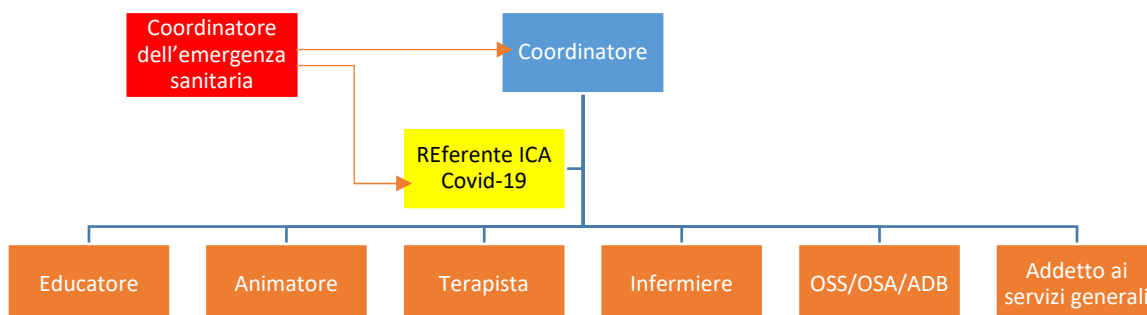 Coordinatore
dell’emergenza
sanitaria
Coordinatore
REferente ICA
Covid-19
Educatore
Animatore
Terapista
Infermiere
OSS/OSA/ADB
Addetto ai
servizi generali